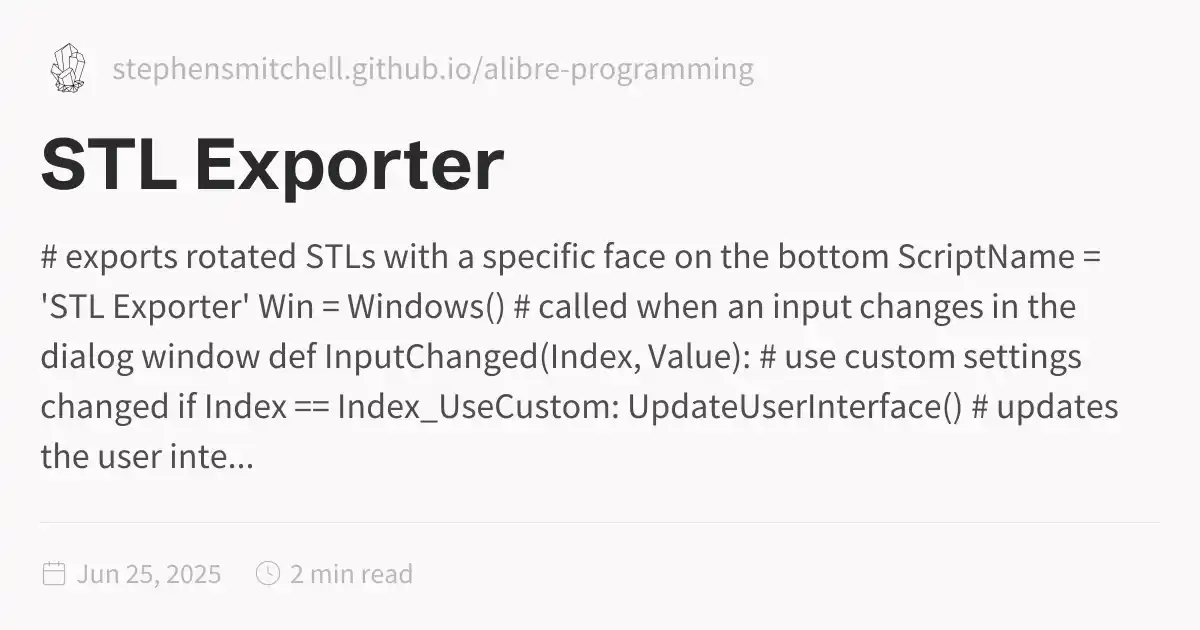 stephensmitchell.github.io/alibre-programming
STL Exporter
# exports rotated STLs with a specific face on the bottom ScriptName =
'STL Exporter' Win = Windows() # called when an input changes in the
dialog window def InputChanged(Index, Value): # use custom settings
changed if Index == Index_UseCustom: UpdateUserInterface() # updates
the user inte...
Jun 25, 2025 2 min read